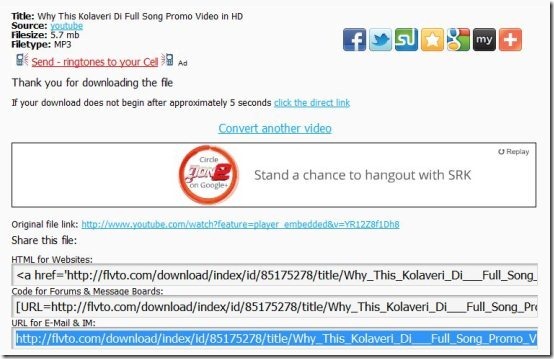 Title: Why This Kolaveri Di Full Song Promo Video in HD
Source: youtube
Filesize: 5.7 mb
Filetype: MP3
Send - ringtones to your Cell Ad
my
Thank you for downloading the file
If your download does not begin after approximately 5 seconds click the direct link
Convert another video
Replay
Circle
DON2
on Google+
Stand a chance to hangout with SRK
Original file link: http://www.youtube.com/watch?feature=player_embedded&v=YR12Z8f1Dh8
Share this file:
HTML for Websites:
<a href='http://flvto.com/download/index/id/85175278/title/Why_This_Kolaveri_Di___Full_Song_
Code for Forums & Message Boards:
[URL=http://flvto.com/download/index/id/85175278/title/Why_This_Kolaveri_Di___Full_Song_Pro
URL for E-Mail & IM:
http://flvto.com/download/index/id/85175278/title/Why_This_Kolaveri_Di___Full_Song_Promo_V